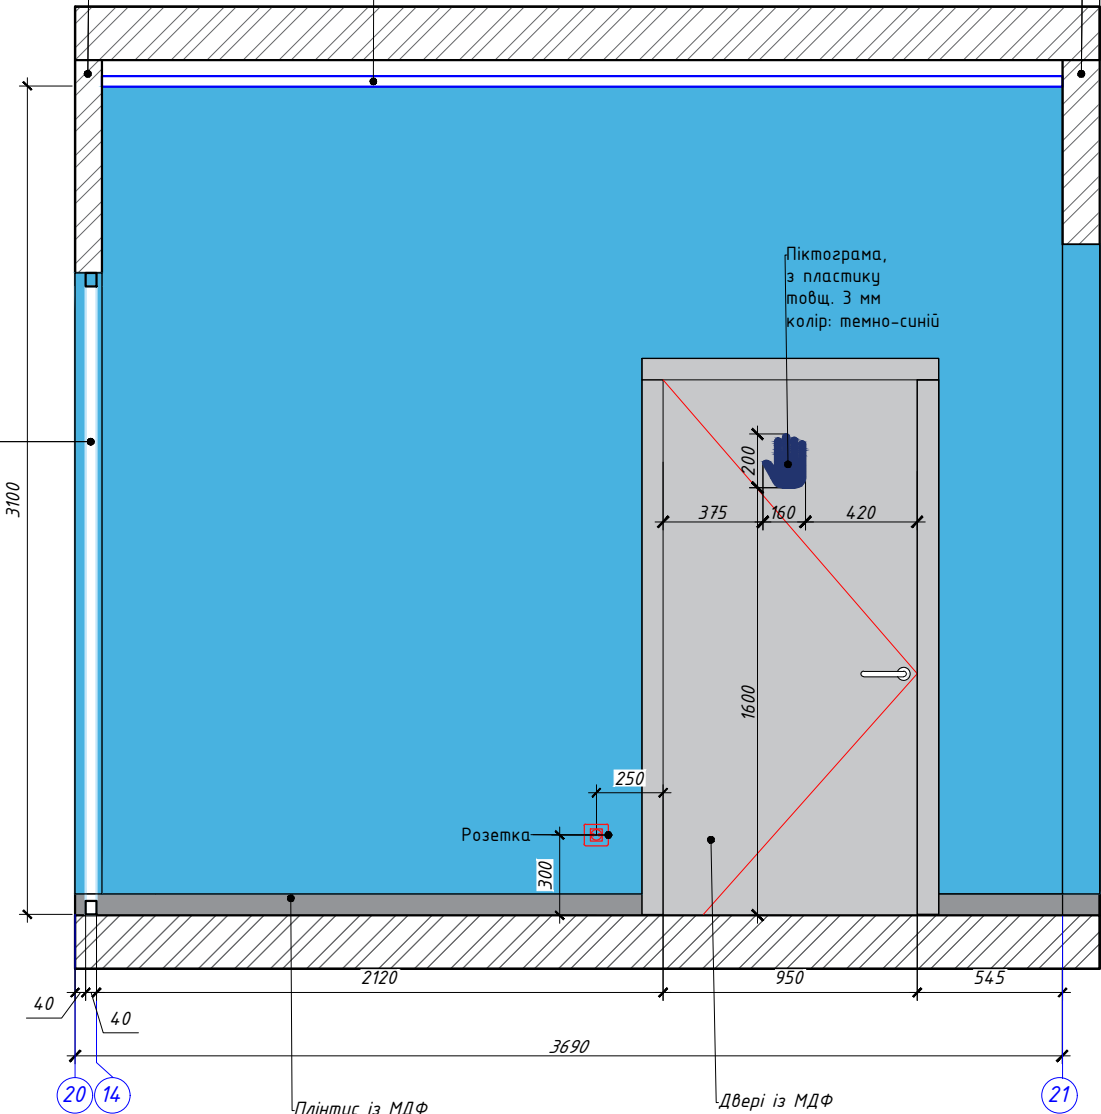 Піктограма,
з пластику
товщ. 3 мм
колір: темно-синій
3100
200
375
160
420
1600
250
Розетка
300
2120
950
545
40
40
3690
20
14
21
Плінтус із МДФ
Двері із МДФ